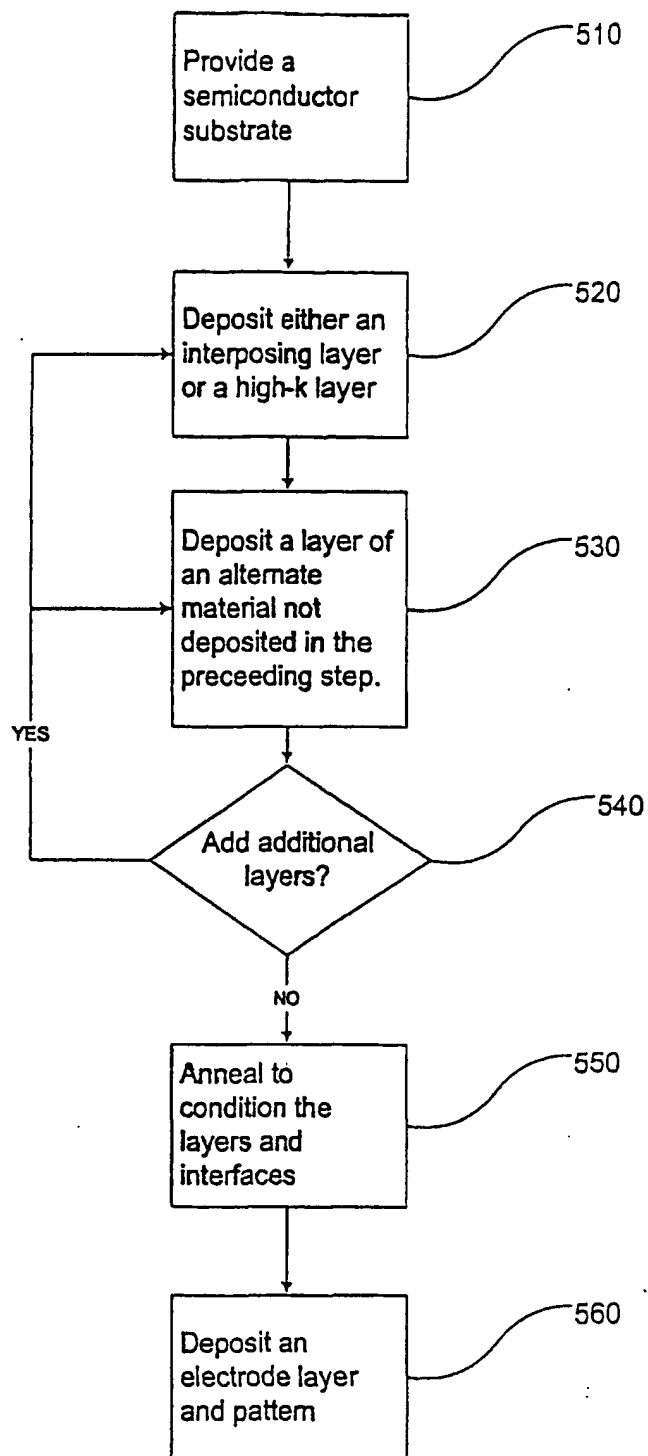 510
Provide a
semiconductor
substrate
520
Deposit either an
interposing layer
or a high-k layer
530
Deposit a layer of
an alternate
material not
deposited in the
preceeding step.
YES
540
Add additional
layers?
NO
550
Anneal to
condition the
layers and
interfaces
560
Deposit an
electrode layer
and pattern